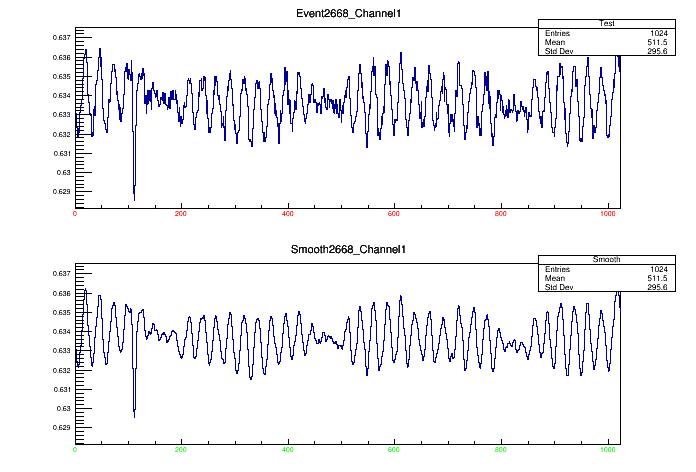 Event2668_Channel1
Test
Entries 1024
Mean 511.5
Std Dev 295.6
0.637
0.636
0.635
0.634
0.633
0.632
0.631
0.63
0.629
0 200 400 600 800 1000
Smooth2668_Channel1
Smooth
Entries 1024
Mean 511.5
Std Dev 295.6
0.637
0.636
0.635
0.634
0.633
0.632
0.631
0.63
0.629
0 200 400 600 800 1000